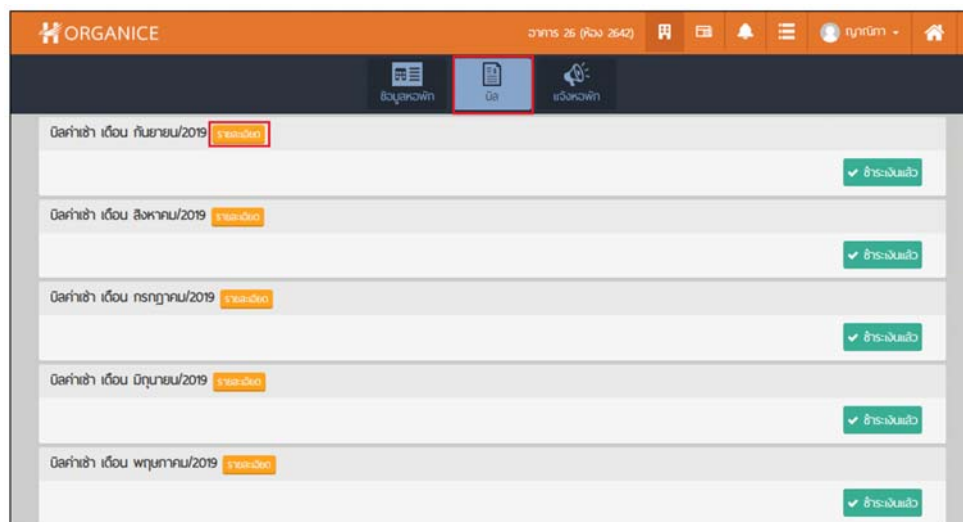 HORGANICE อาคาร 26 (ห้อง 2642) ญาณิกา
ข้อมูลหอพัก บิล แจ้งหอพัก
บิลค่าเช่า เดือน กันยายน/2019 รายละเอียด
ชำระเงินแล้ว
บิลค่าเช่า เดือน สิงหาคม/2019 รายละเอียด
ชำระเงินแล้ว
บิลค่าเช่า เดือน กรกฎาคม/2019 รายละเอียด
ชำระเงินแล้ว
บิลค่าเช่า เดือน มิถุนายน/2019 รายละเอียด
ชำระเงินแล้ว
บิลค่าเช่า เดือน พฤษภาคม/2019 รายละเอียด
ชำระเงินแล้ว